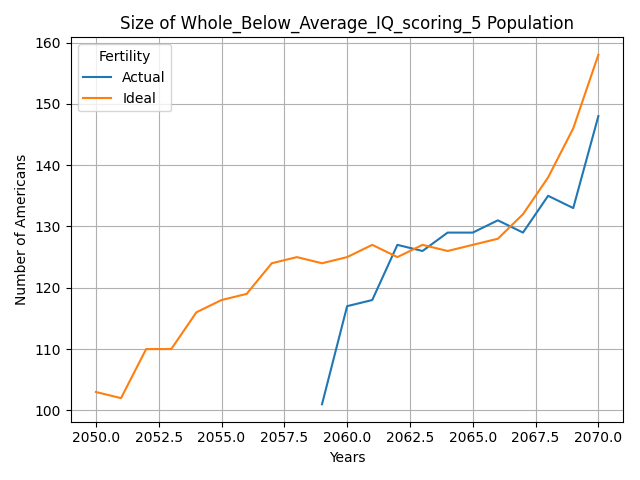 Size of Whole_Below_Average_IQ_scoring_5 Population
Fertility
Actual
Ideal
Number of Americans
160
150
140
130
120
110
100
2050.0 2052.5 2055.0 2057.5 2060.0 2062.5 2065.0 2067.5 2070.0
Years